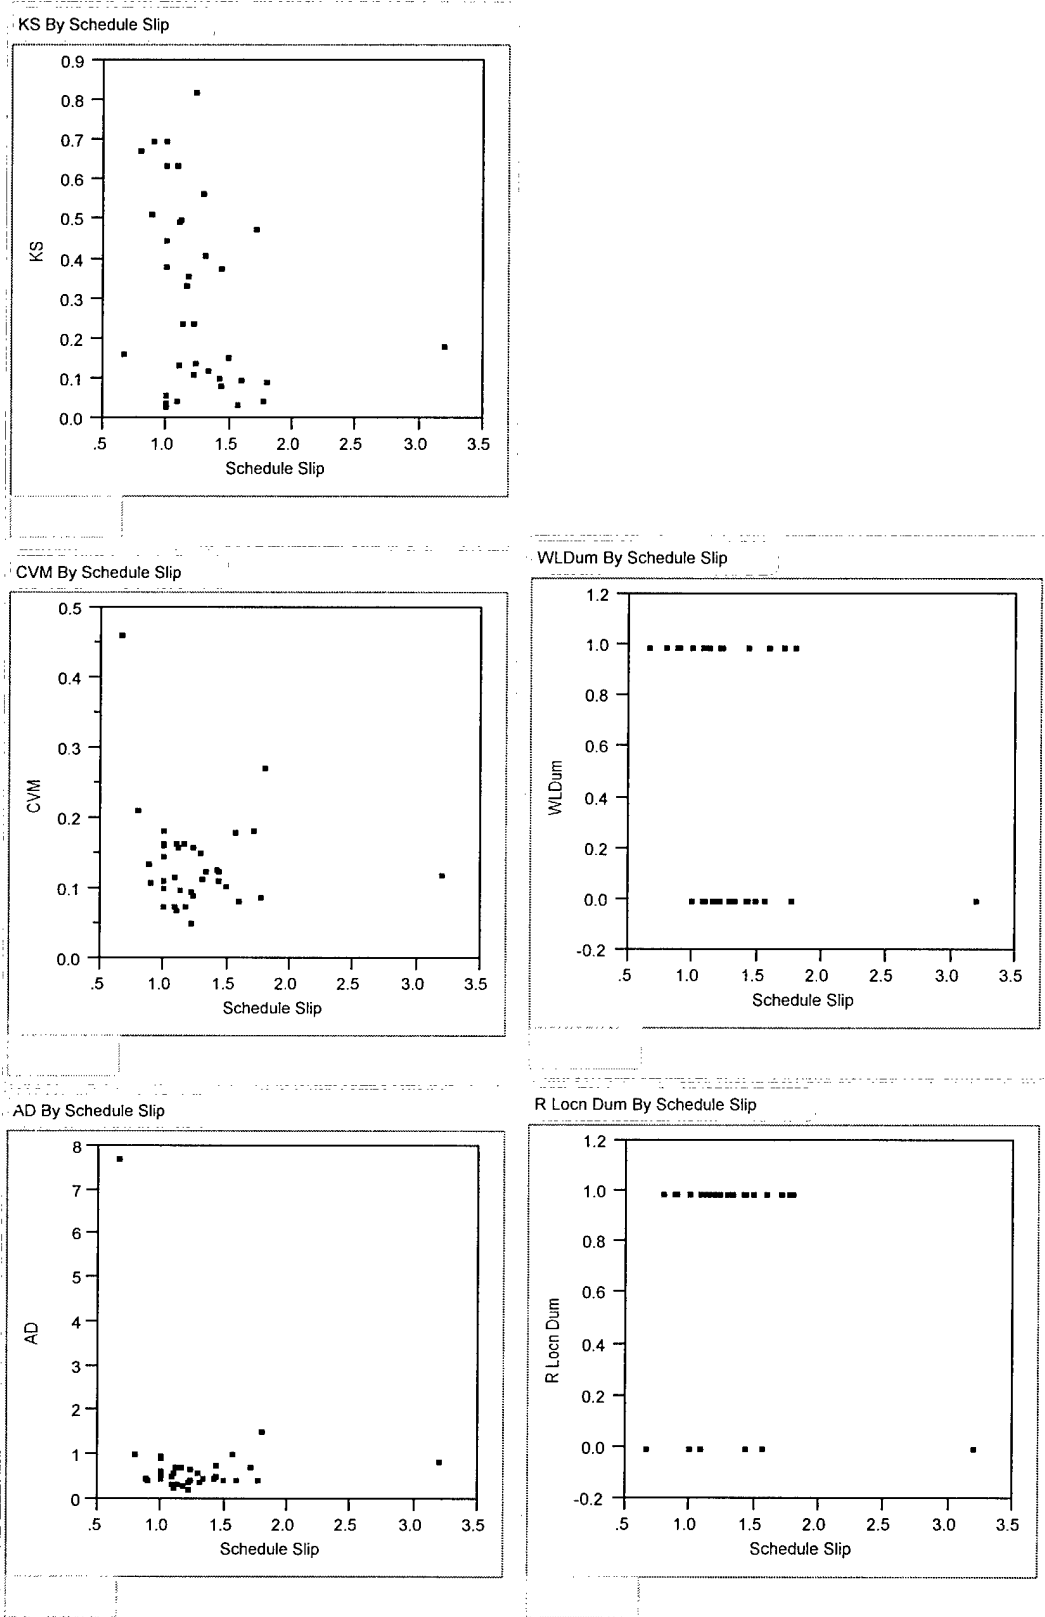 KS By Schedule Slip
0.9
0.8
0.7
0.6
0.5
0.4
0.3
0.2
0.1
0.0
KS
.5 1.0 1.5 2.0 2.5 3.0 3.5
Schedule Slip
CVM By Schedule Slip
0.5
0.4
0.3
0.2
0.1
0.0
CVM
.5 1.0 1.5 2.0 2.5 3.0 3.5
Schedule Slip
WLDum By Schedule Slip
1.2
1.0
0.8
0.6
0.4
0.2
0.0
-0.2
WLDum
.5 1.0 1.5 2.0 2.5 3.0 3.5
Schedule Slip
AD By Schedule Slip
8
7
6
5
4
3
2
1
0
AD
.5 1.0 1.5 2.0 2.5 3.0 3.5
Schedule Slip
R Locn Dum By Schedule Slip
1.2
1.0
0.8
0.6
0.4
0.2
0.0
-0.2
R Locn Dum
.5 1.0 1.5 2.0 2.5 3.0 3.5
Schedule Slip